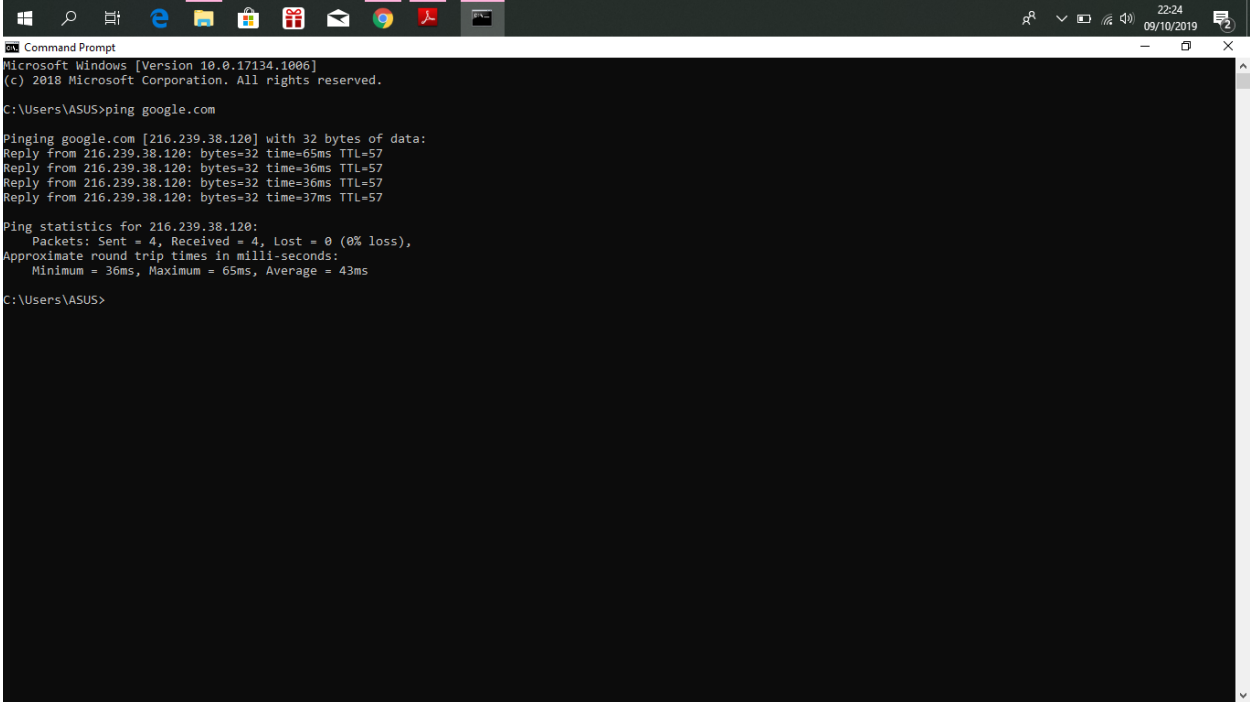 22:24
09/10/2019
2
Command Prompt
Microsoft Windows [Version 10.0.17134.1006]
(c) 2018 Microsoft Corporation. All rights reserved.
C:\Users\ASUS>ping google.com
Pinging google.com [216.239.38.120] with 32 bytes of data:
Reply from 216.239.38.120: bytes=32 time=65ms TTL=57
Reply from 216.239.38.120: bytes=32 time=36ms TTL=57
Reply from 216.239.38.120: bytes=32 time=36ms TTL=57
Reply from 216.239.38.120: bytes=32 time=37ms TTL=57
Ping statistics for 216.239.38.120:
    Packets: Sent = 4, Received = 4, Lost = 0 (0% loss),
Approximate round trip times in milli-seconds:
    Minimum = 36ms, Maximum = 65ms, Average = 43ms
C:\Users\ASUS>